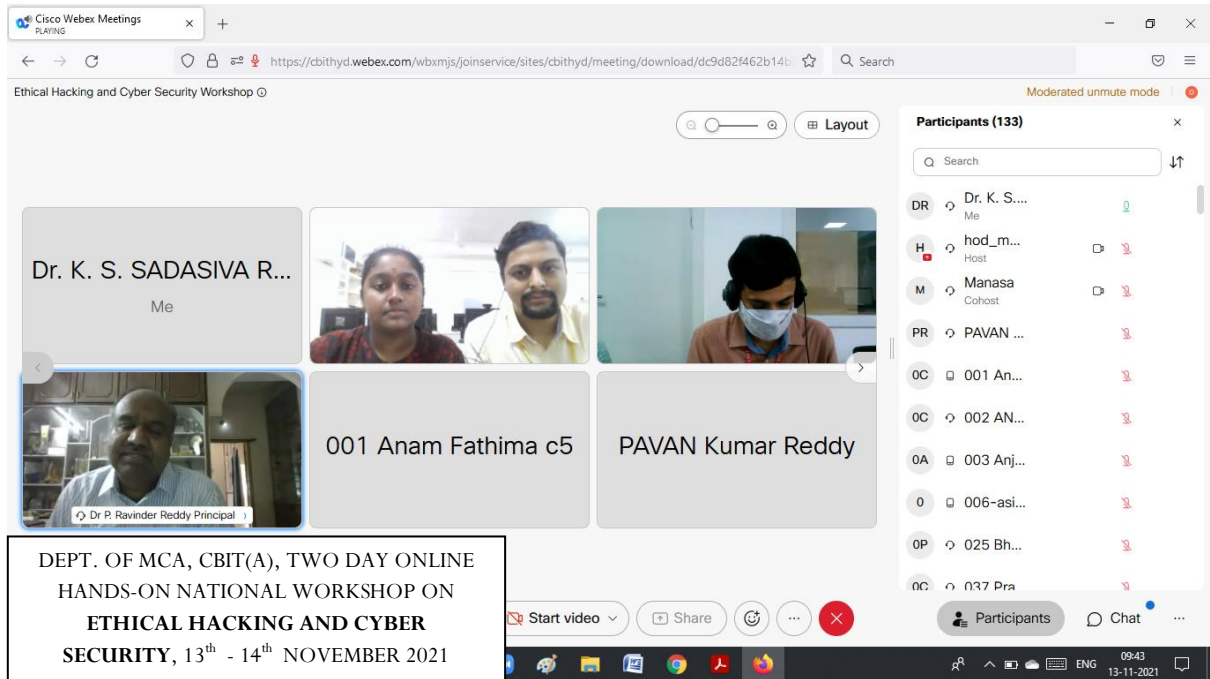 Cisco Webex Meetings
PLAYING
https://cbithyd.webex.com/wbxmjs/joinservice/sites/cbithyd/meeting/download/dc9d82f462b14b
Search
Ethical Hacking and Cyber Security Workshop
Moderated unmute mode
Layout
Participants (133)
Search
Dr. K. S. SADASIVA R...
Me
Dr P. Ravinder Reddy Principal
001 Anam Fathima c5
PAVAN Kumar Reddy
DR Dr. K. S....
Me
H hod_m...
Host
M Manasa
Cohost
PR PAVAN ...
0C 001 An...
0C 002 AN...
0A 003 Anj...
0 006-asi...
0P 025 Bh...
0C 037 Pra
DEPT. OF MCA, CBIT(A), TWO DAY ONLINE
HANDS-ON NATIONAL WORKSHOP ON
ETHICAL HACKING AND CYBER
SECURITY, 13th - 14th NOVEMBER 2021
Start video
Share
Participants
Chat
ENG
09:43
13-11-2021